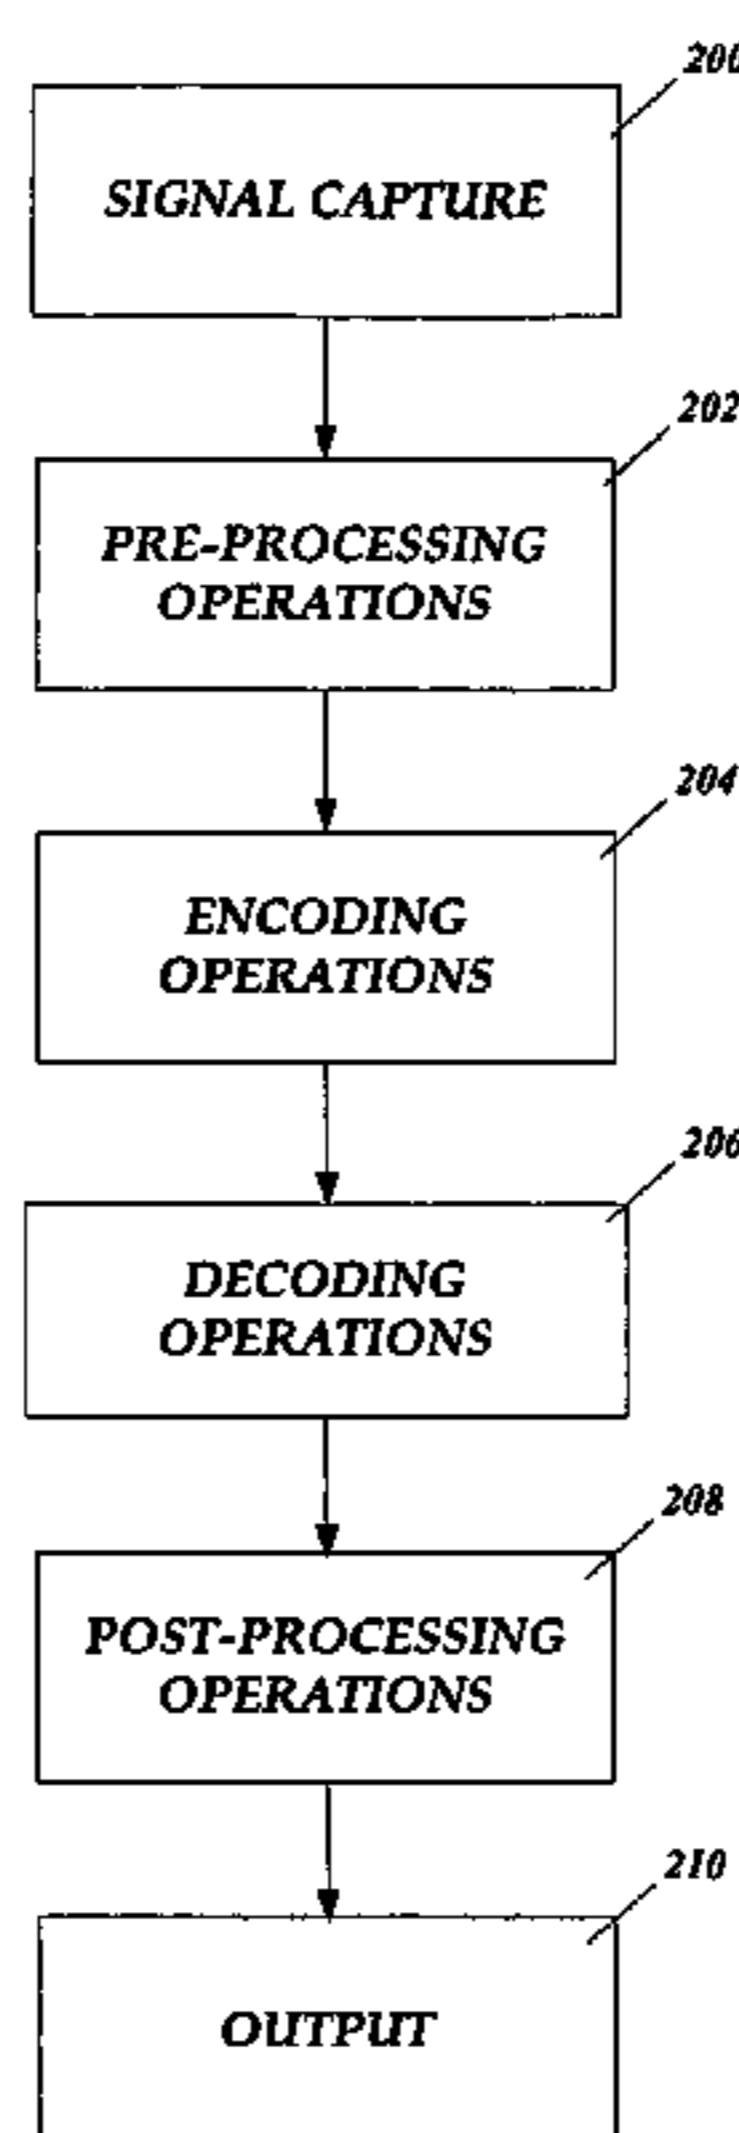 200
SIGNAL CAPTURE
202
PRE-PROCESSING
OPERATIONS
204
ENCODING
OPERATIONS
206
DECODING
OPERATIONS
208
POST-PROCESSING
OPERATIONS
210
OUTPUT